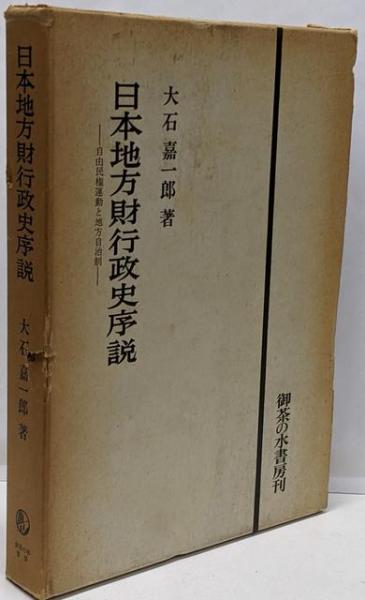 大石嘉一郎著
日本地方財行政史序説
——自由民権運動と地方自治制——
御茶の水書房刊
日本地方財行政史序説
大石嘉一郎著